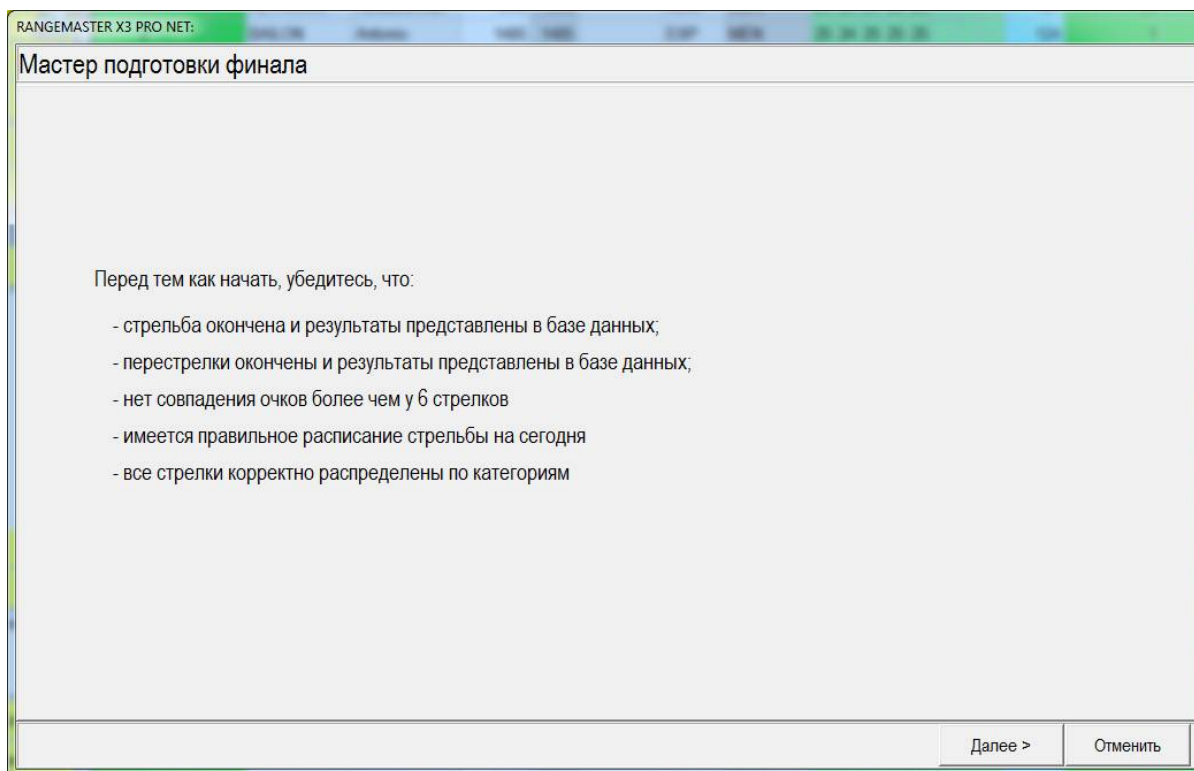 RANGEMASTER X3 PRO NET:
Мастер подготовки финала
Перед тем как начать, убедитесь, что:
- стрельба окончена и результаты представлены в базе данных;
- перестрелки окончены и результаты представлены в базе данных;
- нет совпадения очков более чем у 6 стрелков
- имеется правильное расписание стрельбы на сегодня
- все стрелки корректно распределены по категориям
Далее >
Отменить